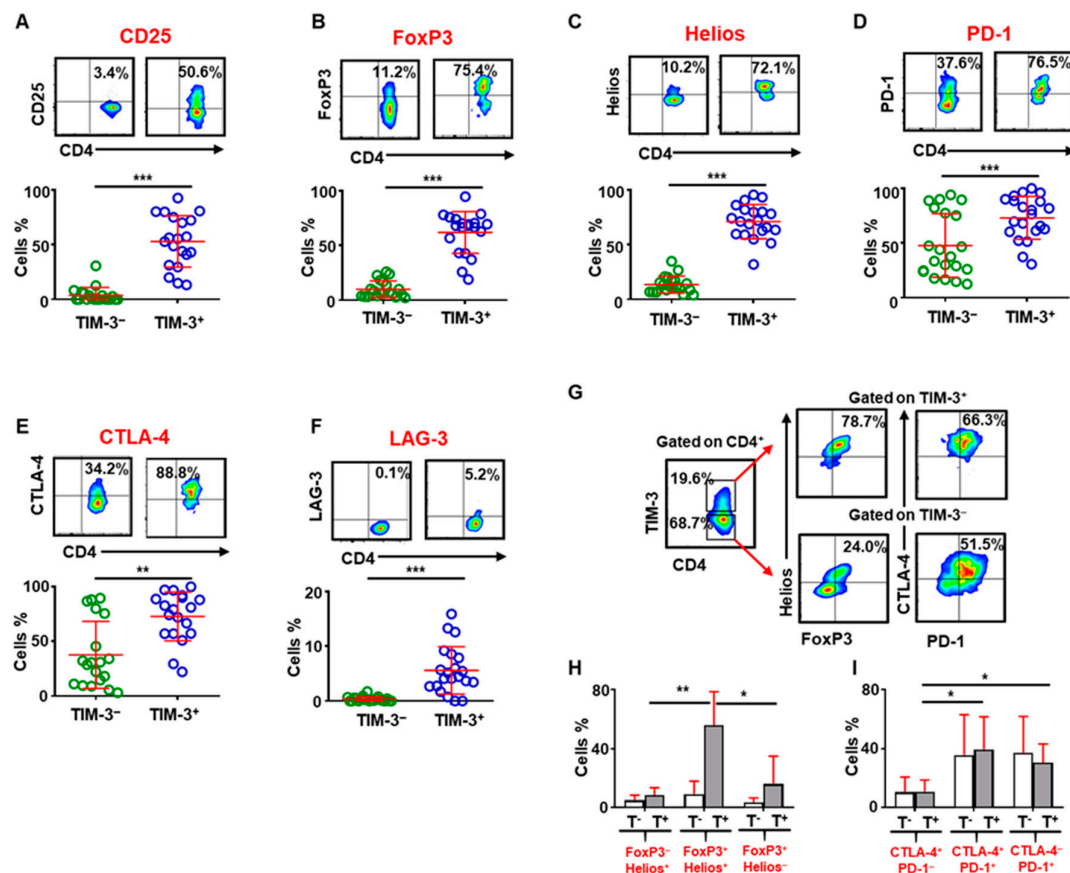 A
CD25
CD25
3.4%
50.6%
CD4
***
Cells %
100
50
0
TIM-3⁻
TIM-3⁺
B
FoxP3
FoxP3
11.2%
75.4%
CD4
***
Cells %
100
50
0
TIM-3⁻
TIM-3⁺
C
Helios
Helios
10.2%
72.1%
CD4
***
Cells %
100
50
0
TIM-3⁻
TIM-3⁺
D
PD-1
PD-1
37.6%
76.5%
CD4
***
Cells %
100
50
0
TIM-3⁻
TIM-3⁺
E
CTLA-4
CTLA-4
34.2%
88.8%
CD4
**
Cells %
100
50
0
TIM-3⁻
TIM-3⁺
F
LAG-3
LAG-3
0.1%
5.2%
CD4
***
Cells %
20
10
0
TIM-3⁻
TIM-3⁺
G
Gated on CD4⁺
19.6%
68.7%
TIM-3
CD4
Gated on TIM-3⁺
78.7%
66.3%
Gated on TIM-3⁻
24.0%
51.5%
Helios
CTLA-4
FoxP3
PD-1
H
**
*
Cells %
80
40
0
T⁻ T⁺ T⁻ T⁺ T⁻ T⁺
FoxP3⁻ FoxP3⁺ FoxP3⁺
Helios⁺ Helios⁺ Helios⁻
I
*
*
Cells %
80
40
0
T⁻ T⁺ T⁻ T⁺ T⁻ T⁺
CTLA-4⁺ CTLA-4⁺ CTLA-4⁻
PD-1⁻ PD-1⁺ PD-1⁺